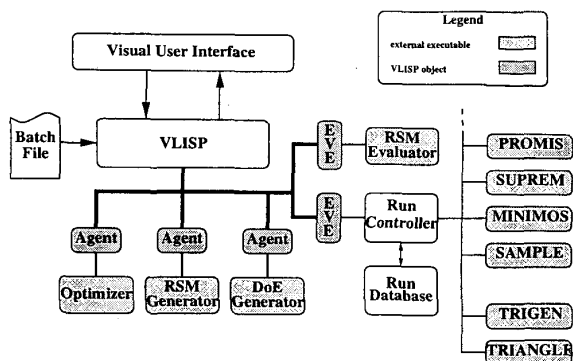 Legend
external executable
VLISP object
Visual User Interface
Batch
File
VLISP
EVE
RSM
Evaluator
EVE
Run
Controller
Run
Database
Agent
Agent
Agent
Optimizer
RSM
Generator
DoE
Generator
PROMIS
SUPREM
MINIMOS
SAMPLE
TRIGEN
TRIANGLE